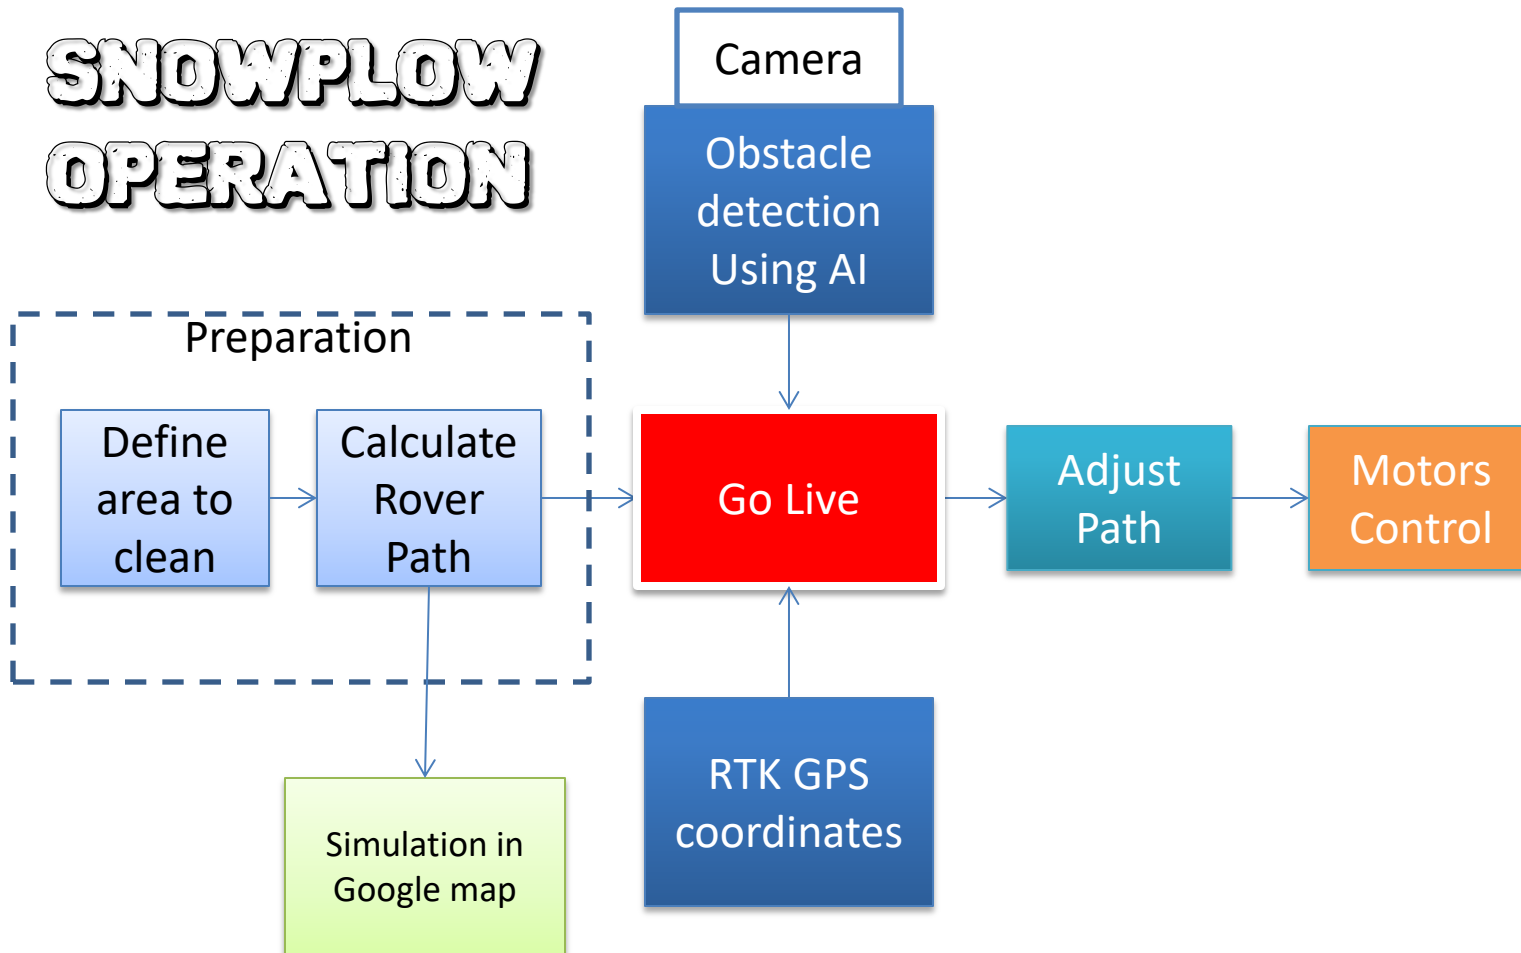 SNOWPLOW
OPERATION
Camera
Obstacle
detection
Using AI
Preparation
Define
area to
clean
Calculate
Rover
Path
Go Live
Adjust
Path
Motors
Control
RTK GPS
coordinates
Simulation in
Google map